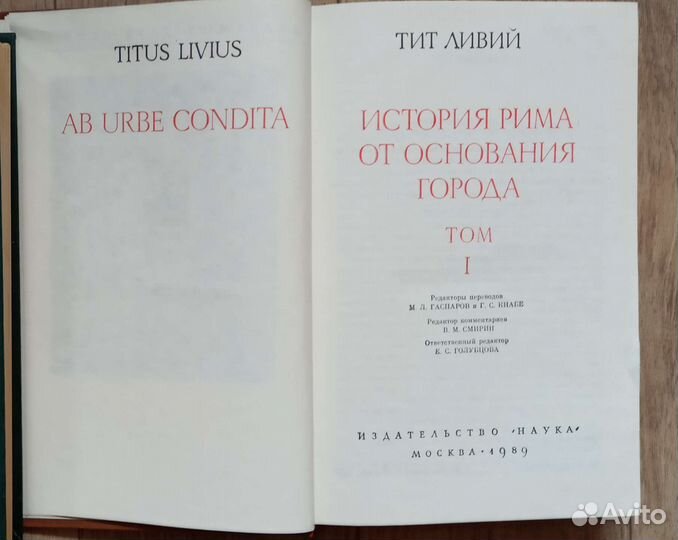 TITUS LIVIUS
AB URBE CONDITA
ТИТ ЛИВИЙ
ИСТОРИЯ РИМА
ОТ ОСНОВАНИЯ
ГОРОДА
ТОМ
I
Редакторы переводов
М. Л. ГАСПАРОВ и Г. С. КНАБЕ
Редактор комментариев
В. М. СМИРИН
Ответственный редактор
Е. С. ГОЛУБЦОВА
ИЗДАТЕЛЬСТВО «НАУКА»
МОСКВА · 1989
Avito